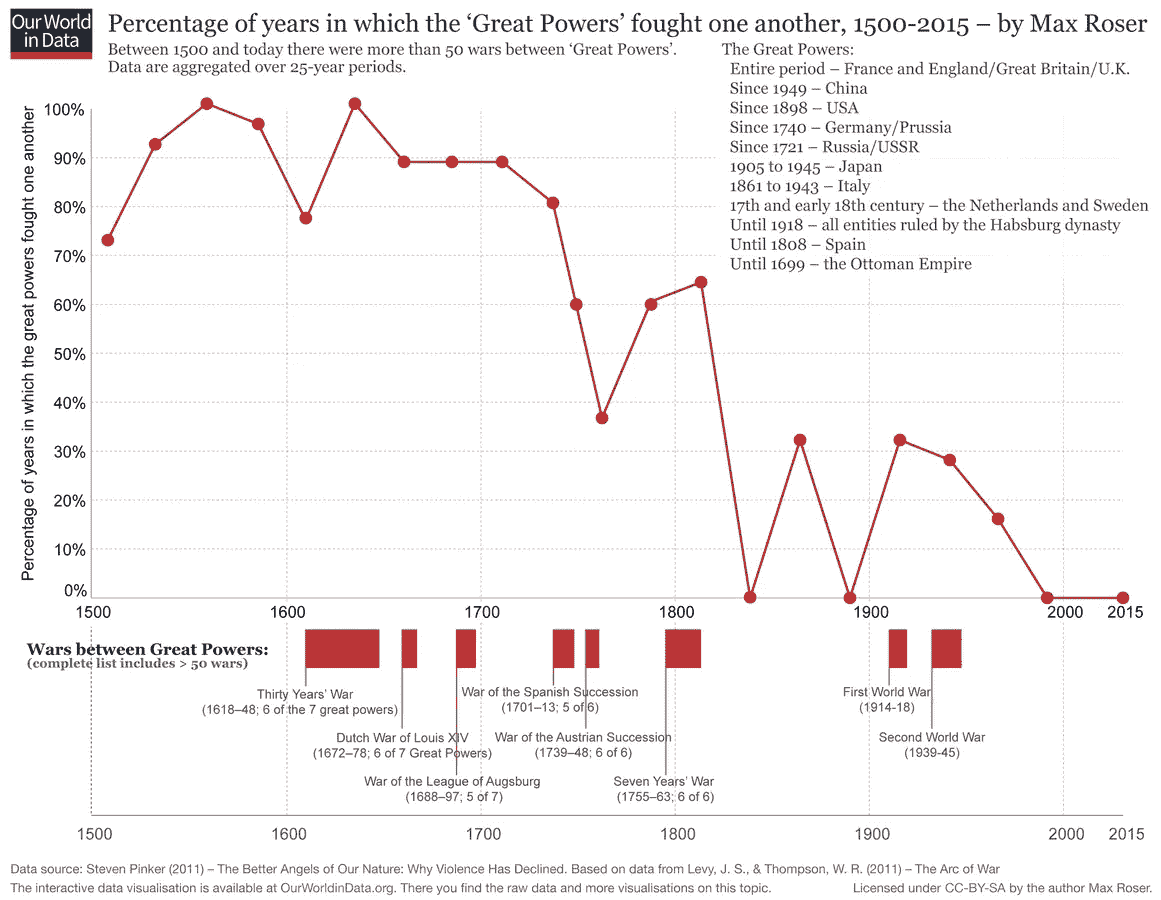 Our World
in Data
Percentage of years in which the ‘Great Powers’ fought one another, 1500-2015 – by Max Roser
Between 1500 and today there were more than 50 wars between ‘Great Powers’.
Data are aggregated over 25-year periods.
The Great Powers:
Entire period – France and England/Great Britain/U.K.
Since 1949 – China
Since 1898 – USA
Since 1740 – Germany/Prussia
Since 1721 – Russia/USSR
1905 to 1945 – Japan
1861 to 1943 – Italy
17th and early 18th century – the Netherlands and Sweden
Until 1918 – all entities ruled by the Habsburg dynasty
Until 1808 – Spain
Until 1699 – the Ottoman Empire
Percentage of years in which the great powers fought one another
100%
90%
80%
70%
60%
50%
40%
30%
20%
10%
0%
1500 1600 1700 1800 1900 2000 2015
Wars between Great Powers:
(complete list includes > 50 wars)
Thirty Years’ War
(1618–48; 6 of the 7 great powers)
Dutch War of Louis XIV
(1672–78; 6 of 7 Great Powers)
War of the League of Augsburg
(1688–97; 5 of 7)
War of the Spanish Succession
(1701–13; 5 of 6)
War of the Austrian Succession
(1739–48; 6 of 6)
Seven Years’ War
(1755–63; 6 of 6)
First World War
(1914-18)
Second World War
(1939-45)
1500 1600 1700 1800 1900 2000 2015
Data source: Steven Pinker (2011) – The Better Angels of Our Nature: Why Violence Has Declined. Based on data from Levy, J. S., & Thompson, W. R. (2011) – The Arc of War
The interactive data visualisation is available at OurWorldinData.org. There you find the raw data and more visualisations on this topic.
Licensed under CC-BY-SA by the author Max Roser.